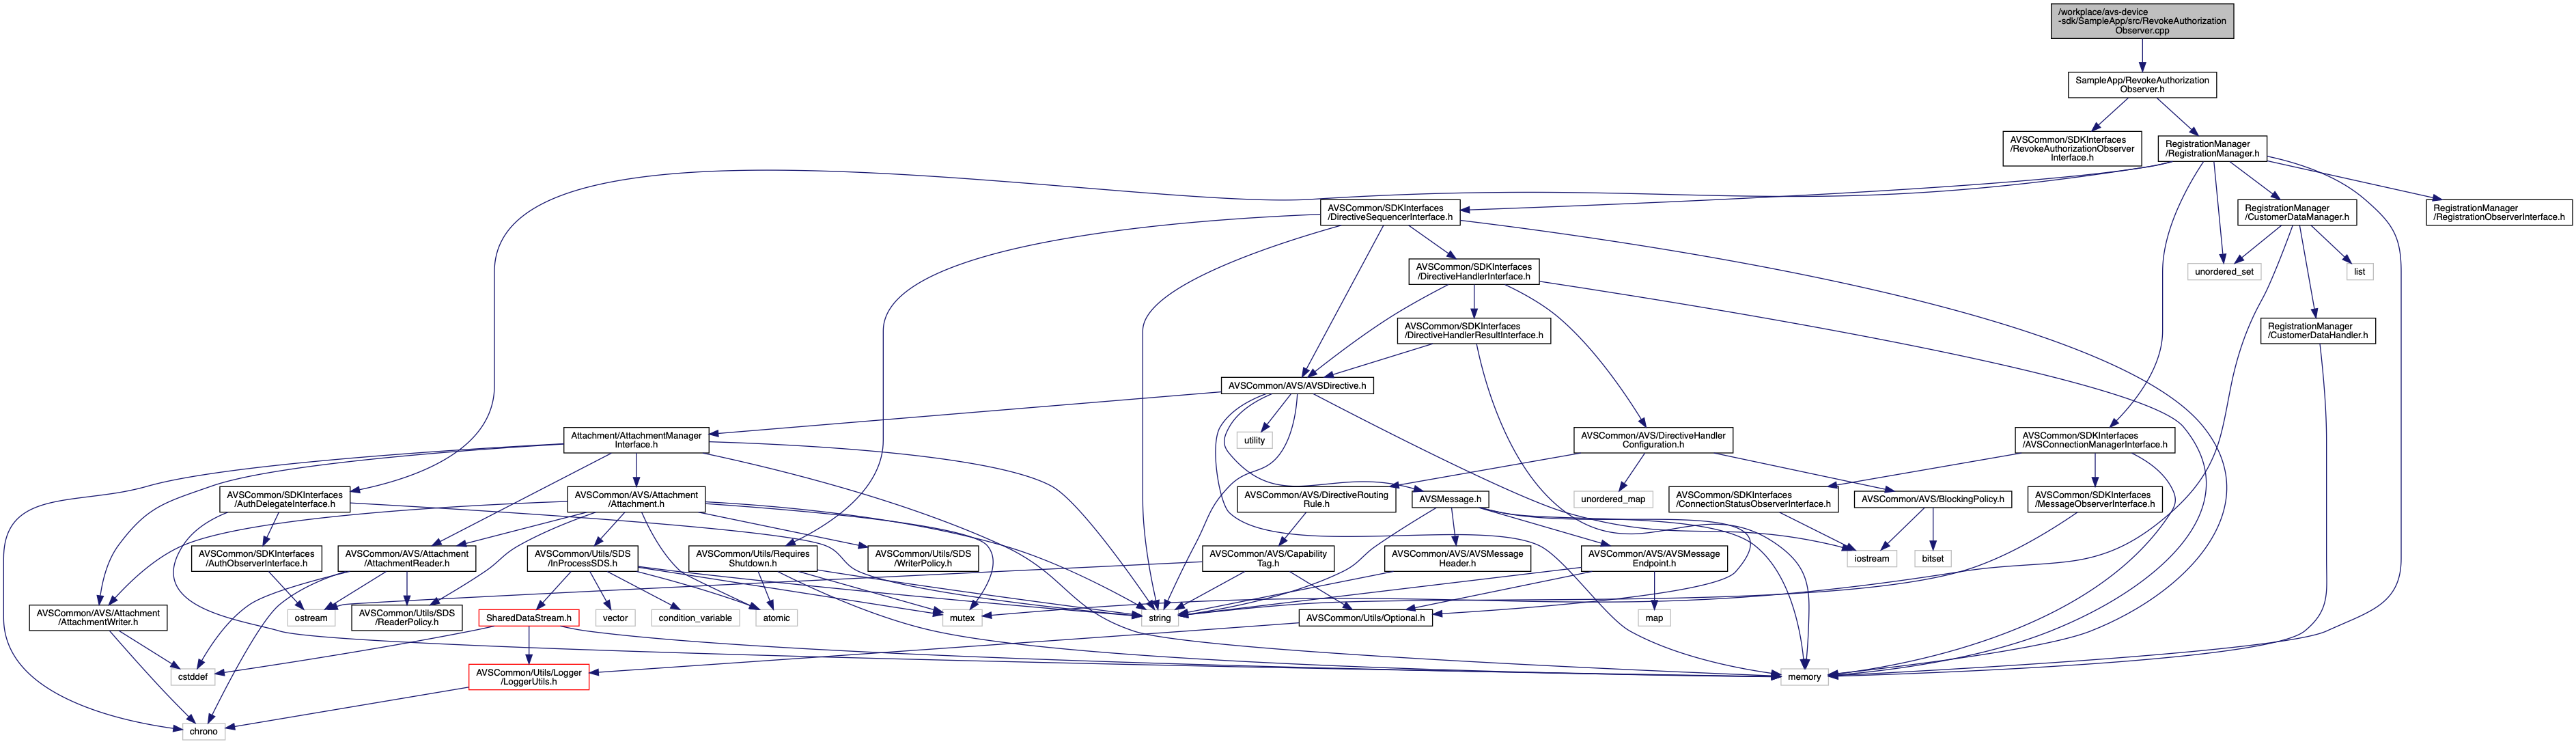 /workplace/avs-device
-sdk/SampleApp/src/RevokeAuthorization
Observer.cpp
SampleApp/RevokeAuthorization
Observer.h
AVSCommon/SDKInterfaces
/RevokeAuthorizationObserver
Interface.h
RegistrationManager
/RegistrationManager.h
AVSCommon/SDKInterfaces
/DirectiveSequencerInterface.h
RegistrationManager
/CustomerDataManager.h
RegistrationManager
/RegistrationObserverInterface.h
AVSCommon/SDKInterfaces
/DirectiveHandlerInterface.h
unordered_set
list
AVSCommon/SDKInterfaces
/DirectiveHandlerResultInterface.h
RegistrationManager
/CustomerDataHandler.h
AVSCommon/AVS/AVSDirective.h
Attachment/AttachmentManager
Interface.h
utility
AVSCommon/AVS/DirectiveHandler
Configuration.h
AVSCommon/SDKInterfaces
/AVSConnectionManagerInterface.h
AVSCommon/SDKInterfaces
/AuthDelegateInterface.h
AVSCommon/AVS/Attachment
/Attachment.h
AVSCommon/AVS/DirectiveRouting
Rule.h
AVSMessage.h
unordered_map
AVSCommon/SDKInterfaces
/ConnectionStatusObserverInterface.h
AVSCommon/AVS/BlockingPolicy.h
AVSCommon/SDKInterfaces
/MessageObserverInterface.h
AVSCommon/SDKInterfaces
/AuthObserverInterface.h
AVSCommon/AVS/Attachment
/AttachmentReader.h
AVSCommon/Utils/SDS
/InProcessSDS.h
AVSCommon/Utils/Requires
Shutdown.h
AVSCommon/Utils/SDS
/WriterPolicy.h
AVSCommon/AVS/Capability
Tag.h
AVSCommon/AVS/AVSMessage
Header.h
AVSCommon/AVS/AVSMessage
Endpoint.h
iostream
bitset
AVSCommon/AVS/Attachment
/AttachmentWriter.h
ostream
AVSCommon/Utils/SDS
/ReaderPolicy.h
SharedDataStream.h
vector
condition_variable
atomic
mutex
string
AVSCommon/Utils/Optional.h
map
cstddef
AVSCommon/Utils/Logger
/LoggerUtils.h
memory
chrono